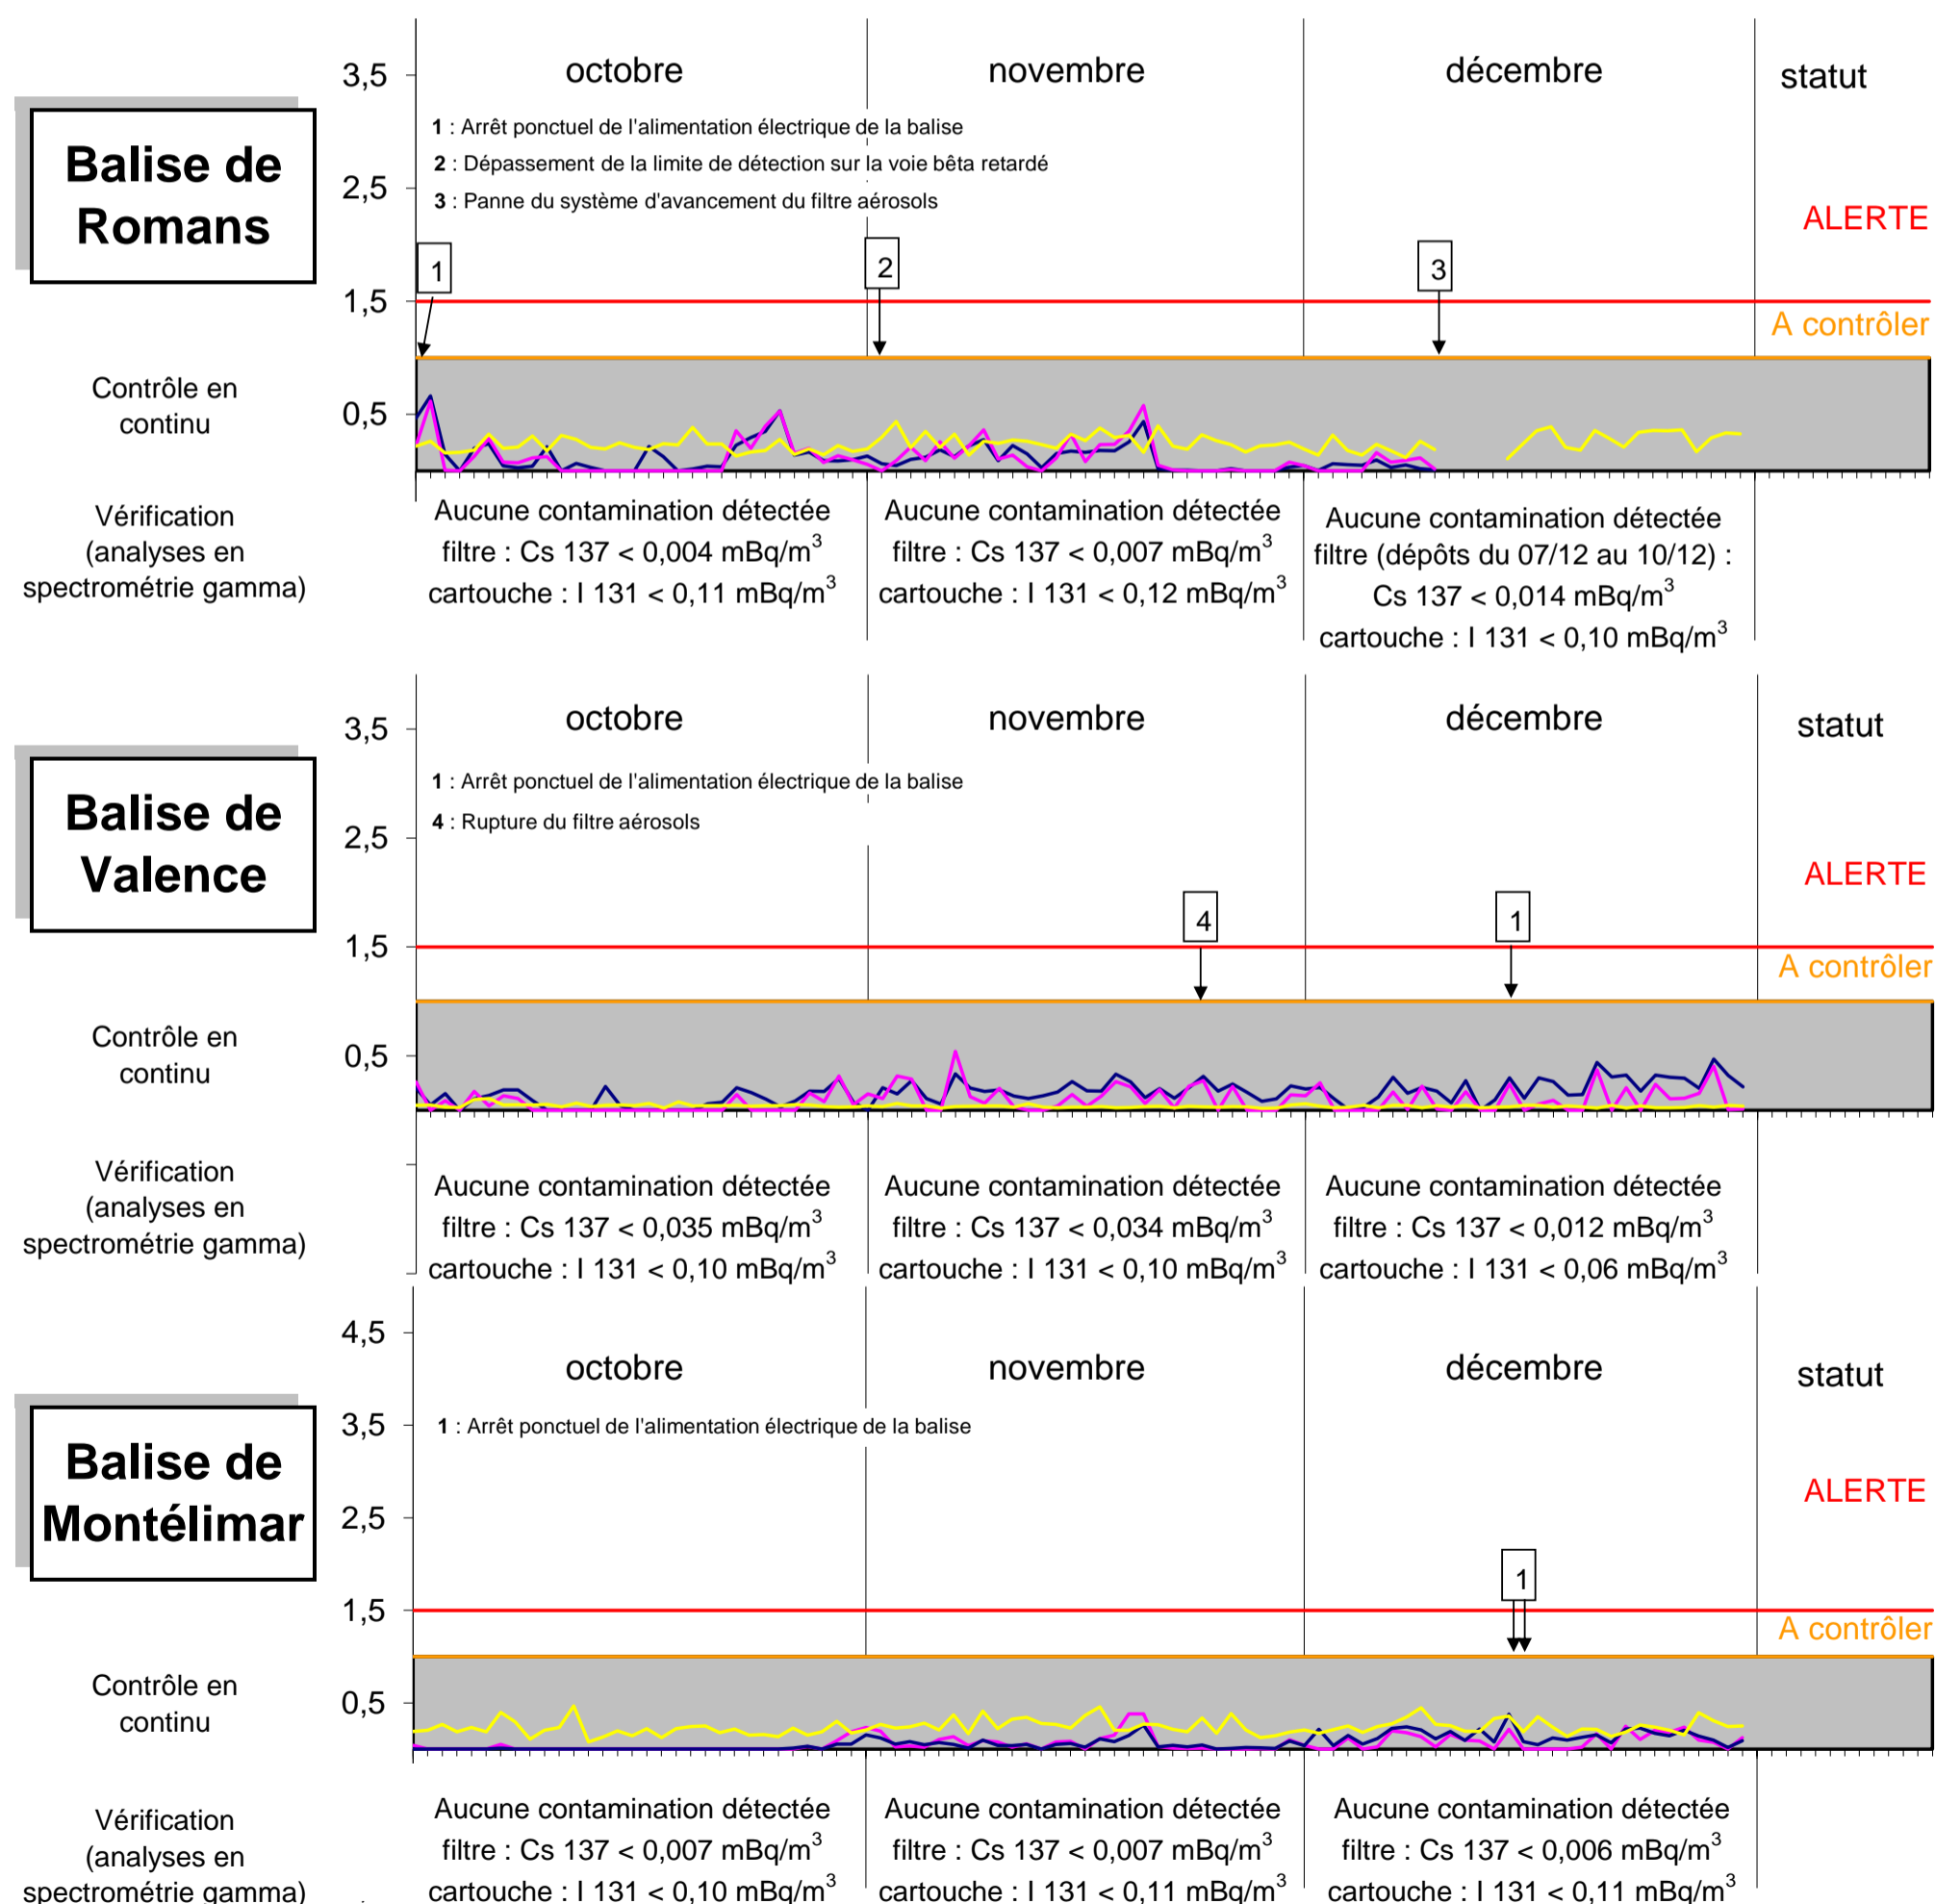 octobre novembre décembre statut
3,5
1 : Arrêt ponctuel de l'alimentation électrique de la balise
2 : Dépassement de la limite de détection sur la voie bêta retardé
3 : Panne du système d'avancement du filtre aérosols
Balise de
Romans
2,5
ALERTE
1 2 3
1,5
A contrôler
Contrôle en
continu
0,5
Vérification
(analyses en
spectrométrie gamma)
Aucune contamination détectée
filtre : Cs 137 < 0,004 mBq/m³
cartouche : I 131 < 0,11 mBq/m³
Aucune contamination détectée
filtre : Cs 137 < 0,007 mBq/m³
cartouche : I 131 < 0,12 mBq/m³
Aucune contamination détectée
filtre (dépôts du 07/12 au 10/12) :
Cs 137 < 0,014 mBq/m³
cartouche : I 131 < 0,10 mBq/m³
octobre novembre décembre statut
3,5
1 : Arrêt ponctuel de l'alimentation électrique de la balise
4 : Rupture du filtre aérosols
Balise de
Valence
2,5
ALERTE
4 1
1,5
A contrôler
Contrôle en
continu
0,5
Vérification
(analyses en
spectrométrie gamma)
Aucune contamination détectée
filtre : Cs 137 < 0,035 mBq/m³
cartouche : I 131 < 0,10 mBq/m³
Aucune contamination détectée
filtre : Cs 137 < 0,034 mBq/m³
cartouche : I 131 < 0,10 mBq/m³
Aucune contamination détectée
filtre : Cs 137 < 0,012 mBq/m³
cartouche : I 131 < 0,06 mBq/m³
4,5
octobre novembre décembre statut
3,5
1 : Arrêt ponctuel de l'alimentation électrique de la balise
Balise de
Montélimar
2,5
ALERTE
1
1,5
A contrôler
Contrôle en
continu
0,5
Vérification
(analyses en
spectrométrie gamma)
Aucune contamination détectée
filtre : Cs 137 < 0,007 mBq/m³
cartouche : I 131 < 0,10 mBq/m³
Aucune contamination détectée
filtre : Cs 137 < 0,007 mBq/m³
cartouche : I 131 < 0,11 mBq/m³
Aucune contamination détectée
filtre : Cs 137 < 0,006 mBq/m³
cartouche : I 131 < 0,11 mBq/m³